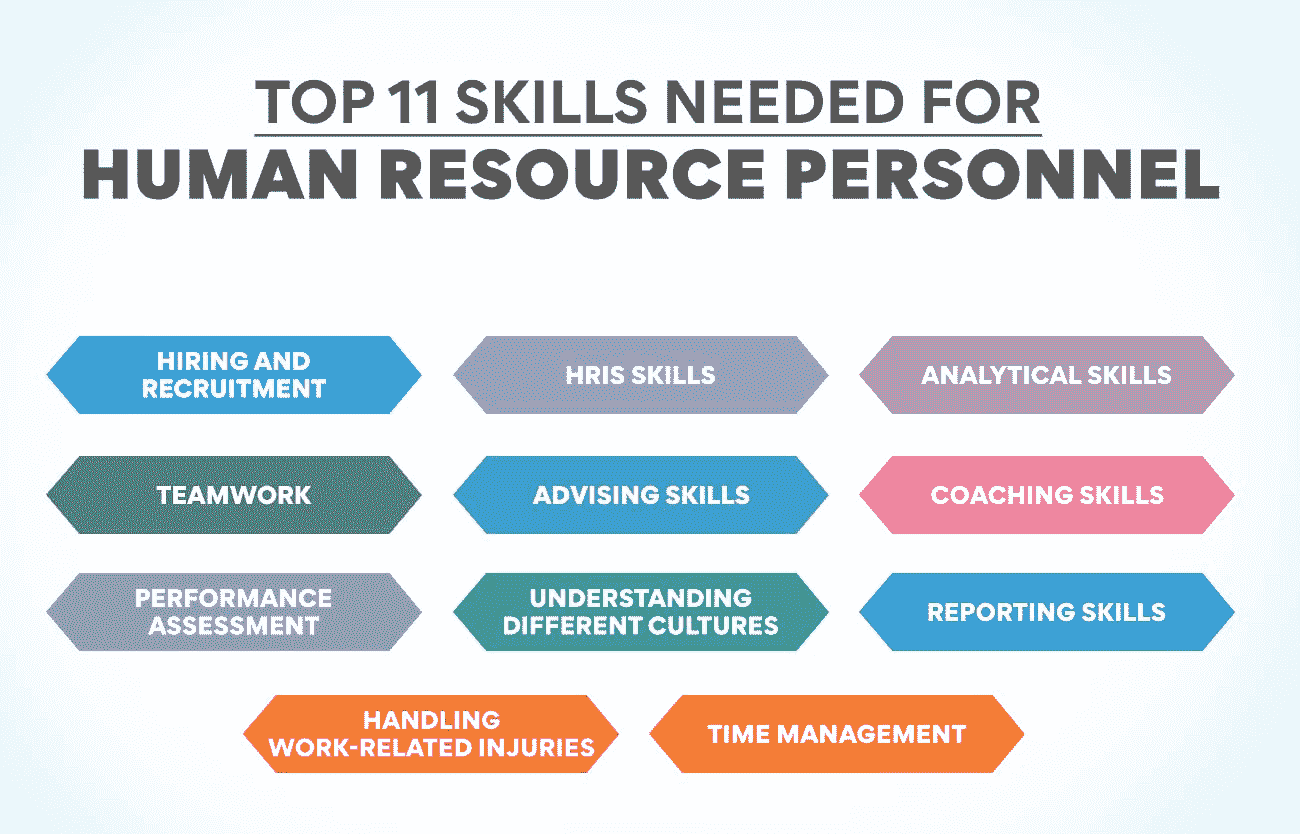 TOP 11 SKILLS NEEDED FOR
HUMAN RESOURCE PERSONNEL
HIRING AND
RECRUITMENT
HRIS SKILLS
ANALYTICAL SKILLS
TEAMWORK
ADVISING SKILLS
COACHING SKILLS
PERFORMANCE
ASSESSMENT
UNDERSTANDING
DIFFERENT CULTURES
REPORTING SKILLS
HANDLING
WORK-RELATED INJURIES
TIME MANAGEMENT